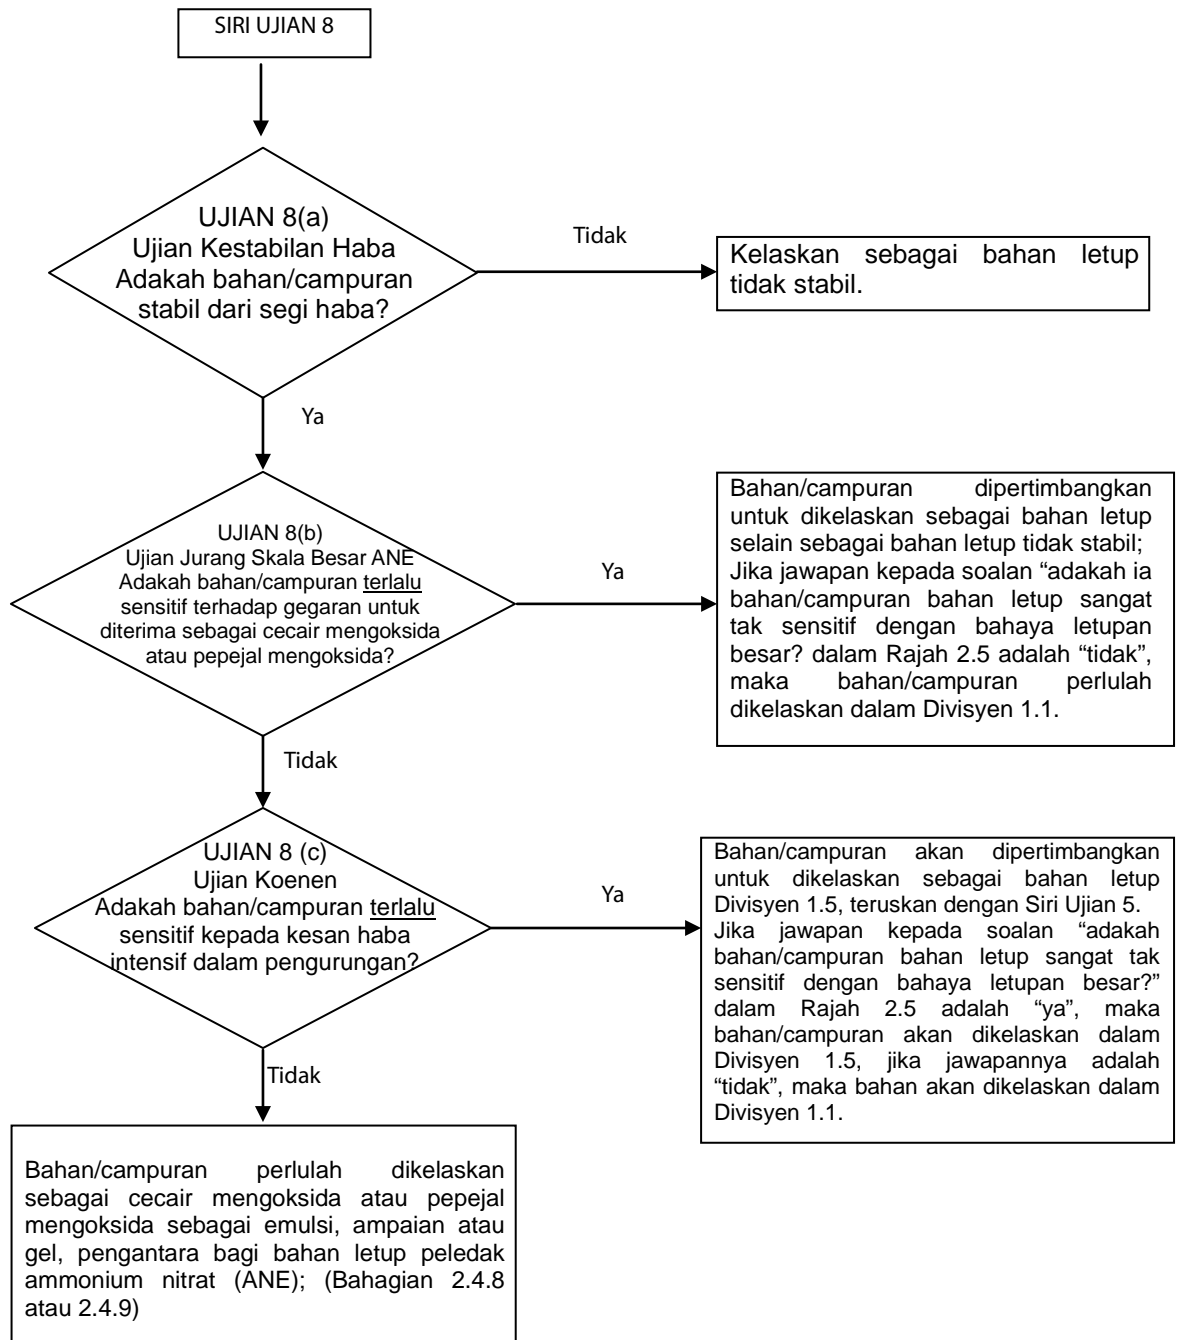 SIRI UJIAN 8
UJIAN 8(a)
Ujian Kestabilan Haba
Adakah bahan/campuran
stabil dari segi haba?
Tidak
Kelaskan sebagai bahan letup
tidak stabil.
Ya
UJIAN 8(b)
Ujian Jurang Skala Besar ANE
Adakah bahan/campuran terlalu
sensitif terhadap gegaran untuk
diterima sebagai cecair mengoksida
atau pepejal mengoksida?
Ya
Bahan/campuran dipertimbangkan
untuk dikelaskan sebagai bahan letup
selain sebagai bahan letup tidak stabil;
Jika jawapan kepada soalan “adakah ia
bahan/campuran bahan letup sangat
tak sensitif dengan bahaya letupan
besar? dalam Rajah 2.5 adalah “tidak”,
maka bahan/campuran perlulah
dikelaskan dalam Divisyen 1.1.
Tidak
UJIAN 8 (c)
Ujian Koenen
Adakah bahan/campuran terlalu
sensitif kepada kesan haba
intensif dalam pengurungan?
Ya
Bahan/campuran akan dipertimbangkan
untuk dikelaskan sebagai bahan letup
Divisyen 1.5, teruskan dengan Siri Ujian 5.
Jika jawapan kepada soalan “adakah
bahan/campuran bahan letup sangat tak
sensitif dengan bahaya letupan besar?”
dalam Rajah 2.5 adalah “ya”, maka
bahan/campuran akan dikelaskan dalam
Divisyen 1.5, jika jawapannya adalah
“tidak”, maka bahan akan dikelaskan dalam
Divisyen 1.1.
Tidak
Bahan/campuran perlulah dikelaskan
sebagai cecair mengoksida atau pepejal
mengoksida sebagai emulsi, ampaian atau
gel, pengantara bagi bahan letup peledak
ammonium nitrat (ANE); (Bahagian 2.4.8
atau 2.4.9)